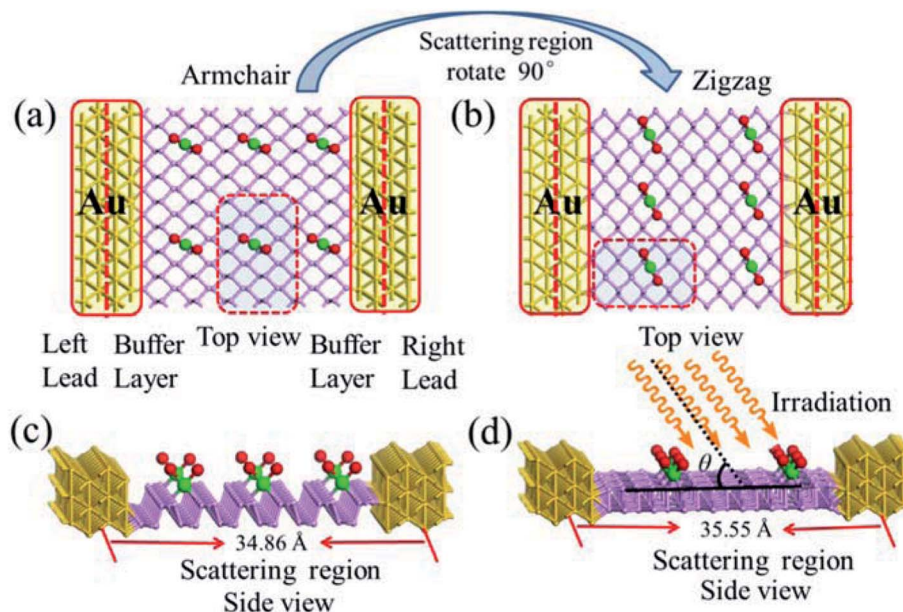 Scattering region
rotate 90°
Armchair
Zigzag
(a)
(b)
Au
Au
Au
Au
Left
Lead
Buffer
Layer
Top view
Buffer
Layer
Right
Lead
Top view
Irradiation
(c)
(d)
θ
34.86 Å
Scattering region
Side view
35.55 Å
Scattering region
Side view